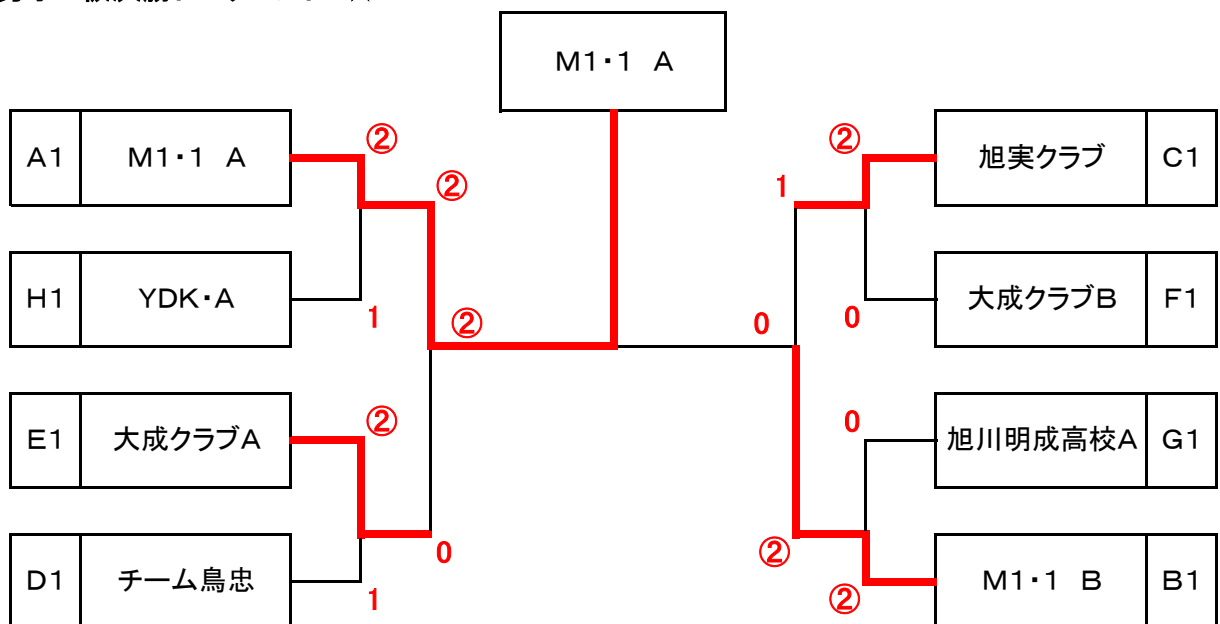 M1・1 A
A1 M1・1 A ② ② 旭実クラブ C1
② 1
H1 YDK・A 1 ② 0 0 大成クラブB F1
E1 大成クラブA ② 0 旭川明成高校A G1
0 ②
D1 チーム鳥忠 1 ② M1・1 B B1